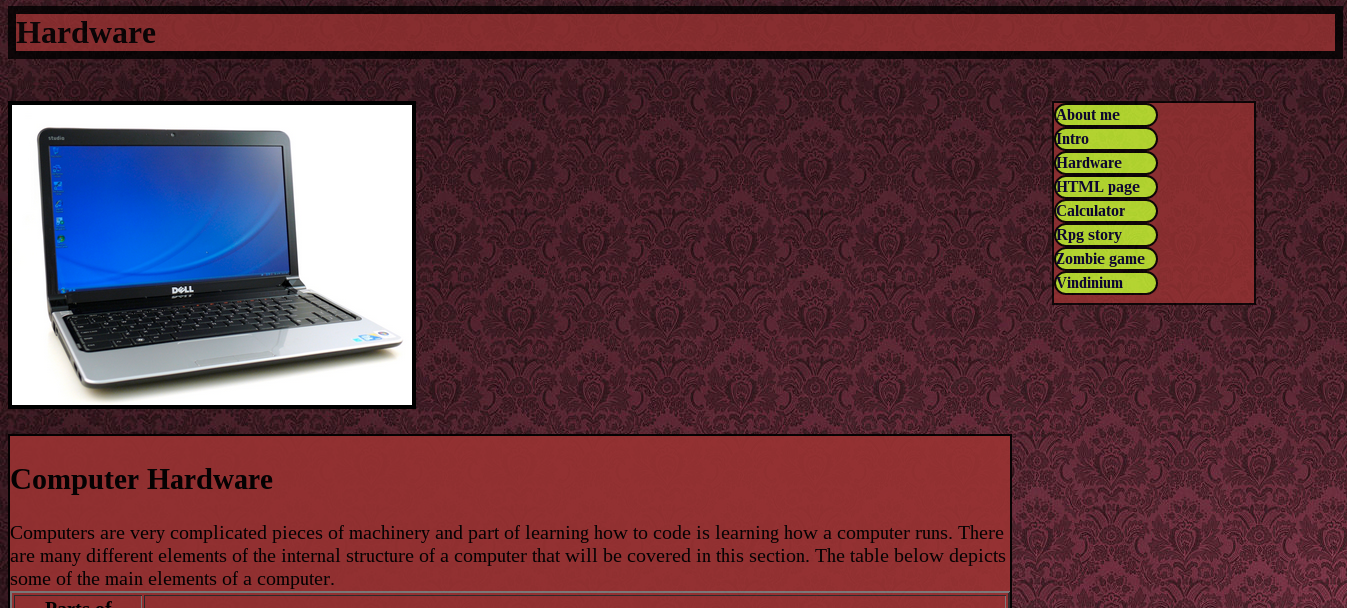 Hardware
studio
DELL
About me
Intro
Hardware
HTML page
Calculator
Rpg story
Zombie game
Vindinium
Computer Hardware
Computers are very complicated pieces of machinery and part of learning how to code is learning how a computer runs. There
are many different elements of the internal structure of a computer that will be covered in this section. The table below depicts
some of the main elements of a computer.
Parts of